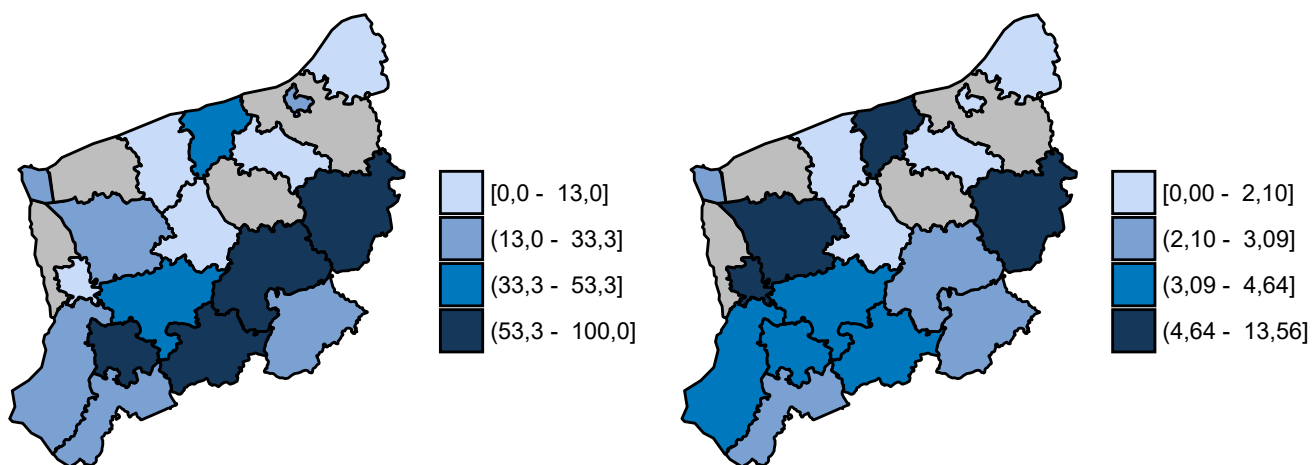 [0,0 - 13,0]
(13,0 - 33,3]
(33,3 - 53,3]
(53,3 - 100,0]
[0,00 - 2,10]
(2,10 - 3,09]
(3,09 - 4,64]
(4,64 - 13,56]